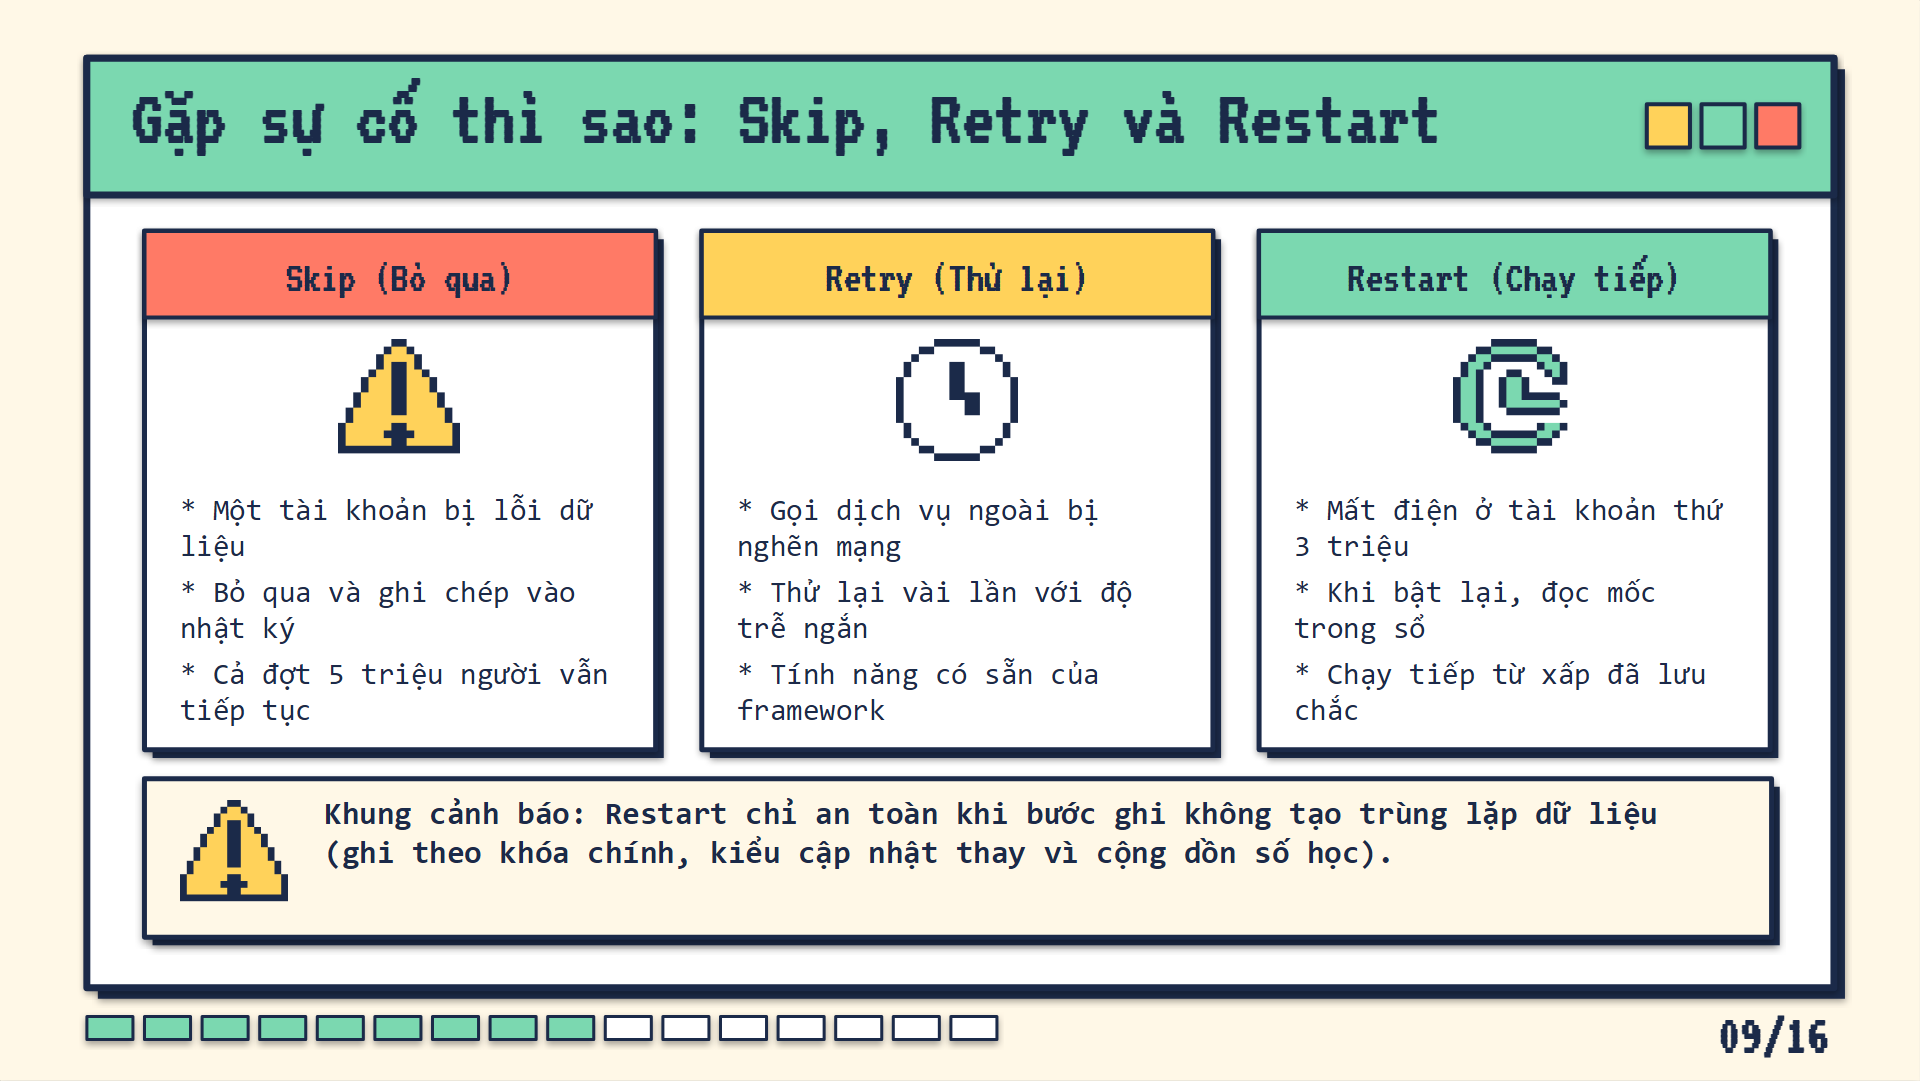 Gặp sự cố thì sao: Skip, Retry và Restart
Skip (Bỏ qua)
* Một tài khoản bị lỗi dữ
liệu
* Bỏ qua và ghi chép vào
nhật ký
* Cả đợt 5 triệu người vẫn
tiếp tục
Retry (Thử lại)
* Gọi dịch vụ ngoài bị
nghẽn mạng
* Thử lại vài lần với độ
trễ ngắn
* Tính năng có sẵn của
framework
Restart (Chạy tiếp)
* Mất điện ở tài khoản thứ
3 triệu
* Khi bật lại, đọc mốc
trong sổ
* Chạy tiếp từ xấp đã lưu
chắc
Khung cảnh báo: Restart chỉ an toàn khi bước ghi không tạo trùng lặp dữ liệu
(ghi theo khóa chính, kiểu cập nhật thay vì cộng dồn số học).
09/16